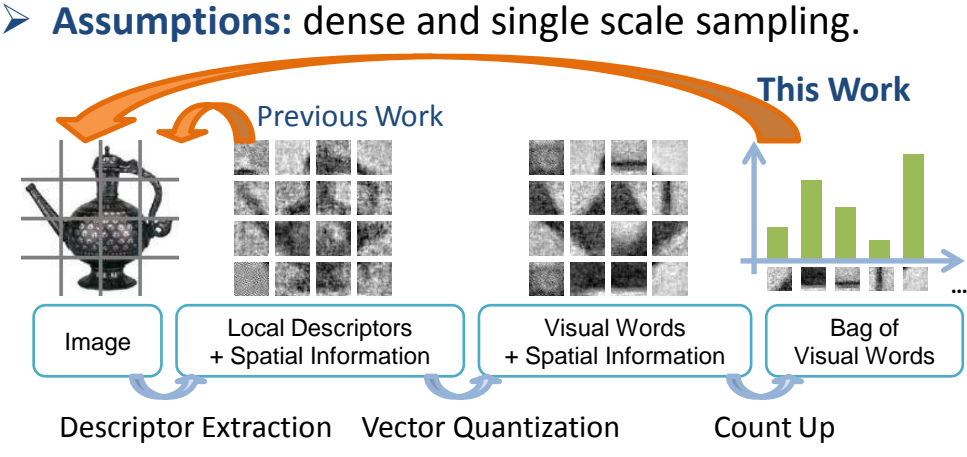 ➢ Assumptions: dense and single scale sampling.
This Work
Previous Work
...
Image
Local Descriptors
+ Spatial Information
Visual Words
+ Spatial Information
Bag of
Visual Words
Descriptor Extraction
Vector Quantization
Count Up